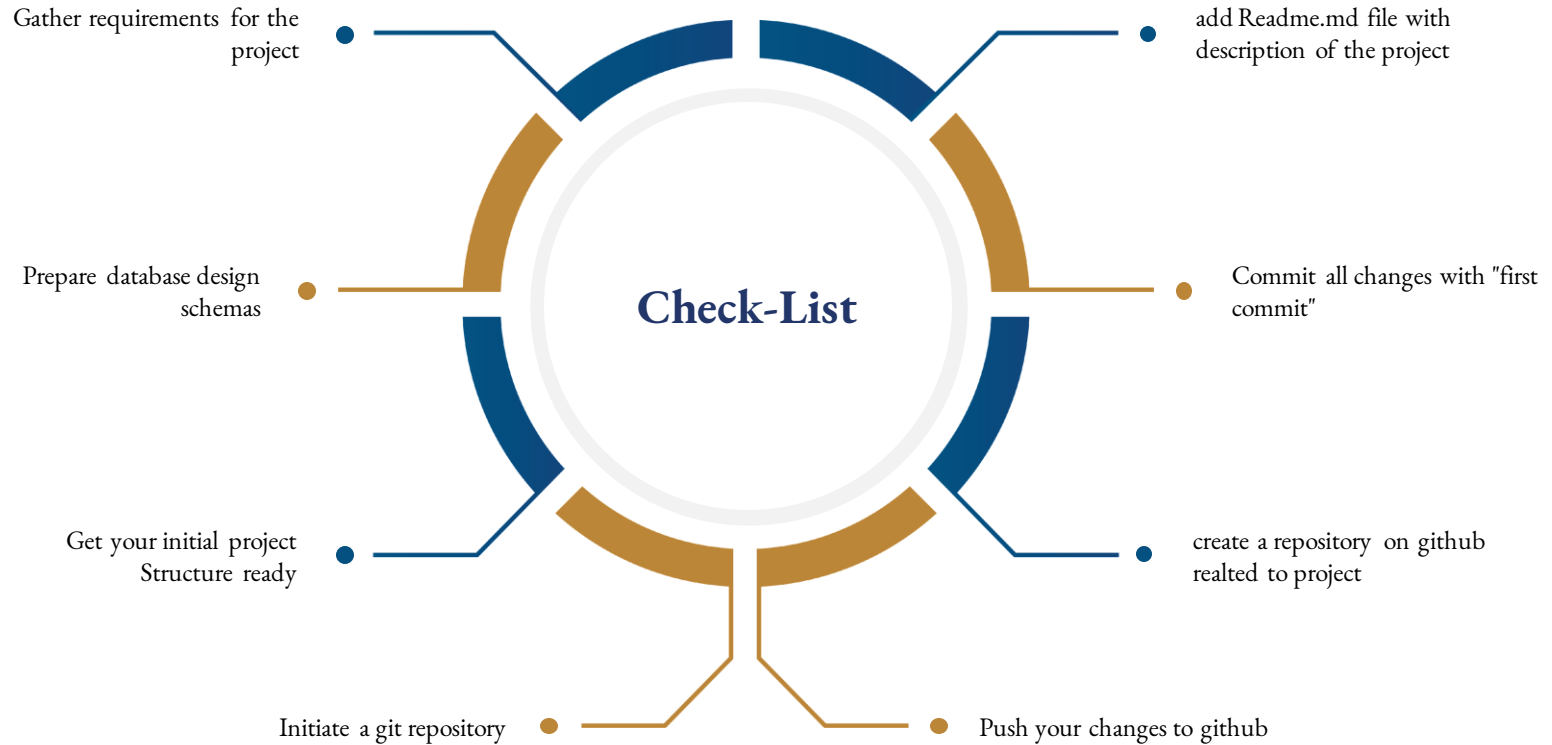 Gather requirements for the
project
Prepare database design
schemas
Get your initial project
Structure ready
Initiate a git repository
Check-List
add Readme.md file with
description of the project
Commit all changes with "first
commit"
create a repository on github
realted to project
Push your changes to github